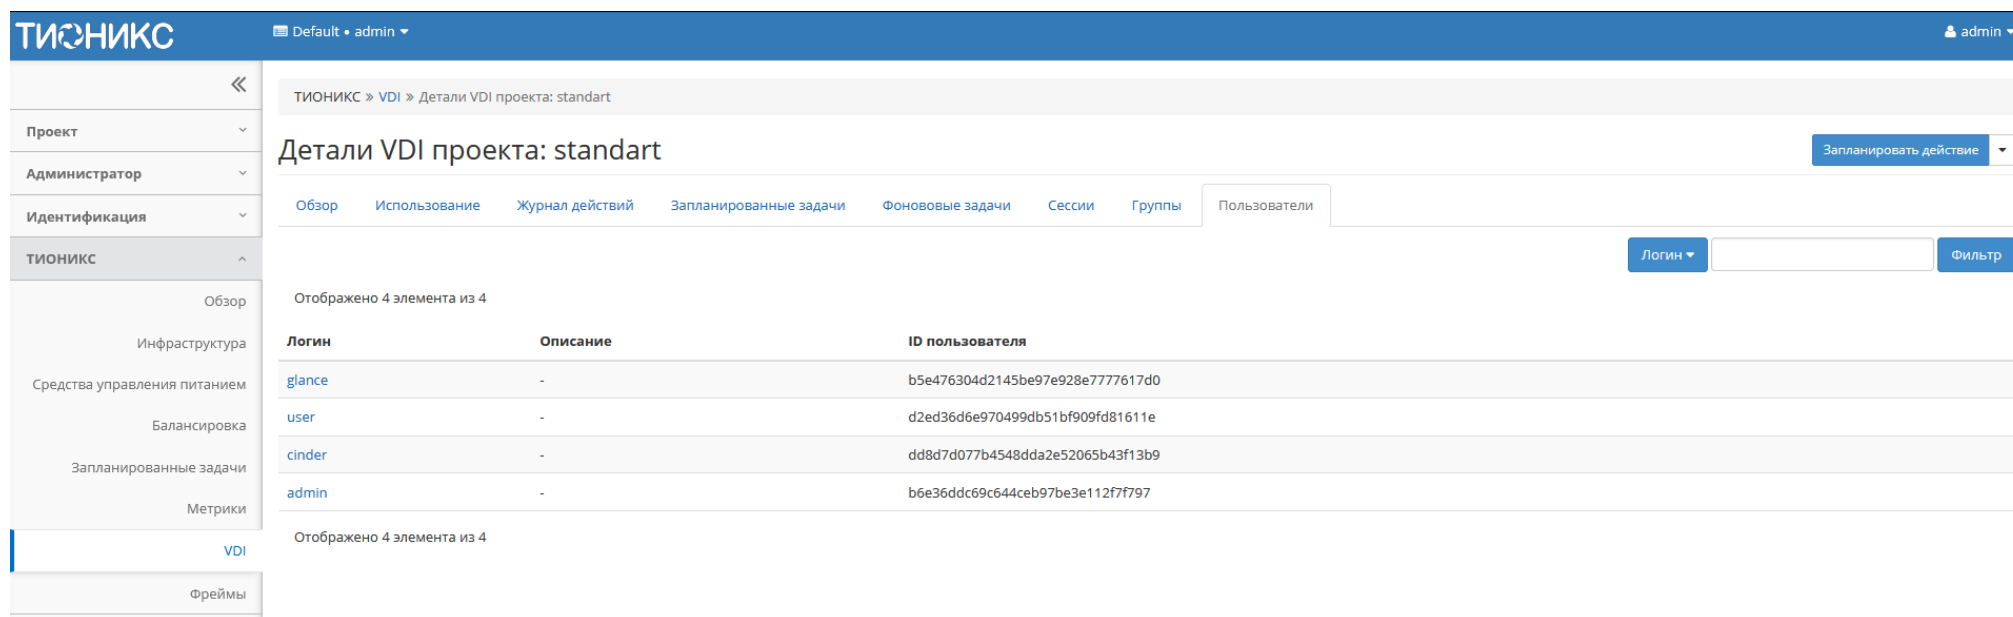 ТИОНИКС
Default • admin
admin
ТИОНИКС » VDI » Детали VDI проекта: standart
Проект
Администратор
Идентификация
ТИОНИКС
Обзор
Инфраструктура
Средства управления питанием
Балансировка
Запланированные задачи
Метрики
VDI
Фреймы
Детали VDI проекта: standart
Запланировать действие
Обзор Использование Журнал действий Запланированные задачи Фонововые задачи Сессии Группы Пользователи
Логин Фильтр
Отображено 4 элемента из 4
Логин Описание ID пользователя
glance - b5e476304d2145be97e928e7777617d0
user - d2ed36d6e970499db51bf909fd81611e
cinder - dd8d7d077b4548dda2e52065b43f13b9
admin - b6e36ddc69c644ceb97be3e112f7f797
Отображено 4 элемента из 4